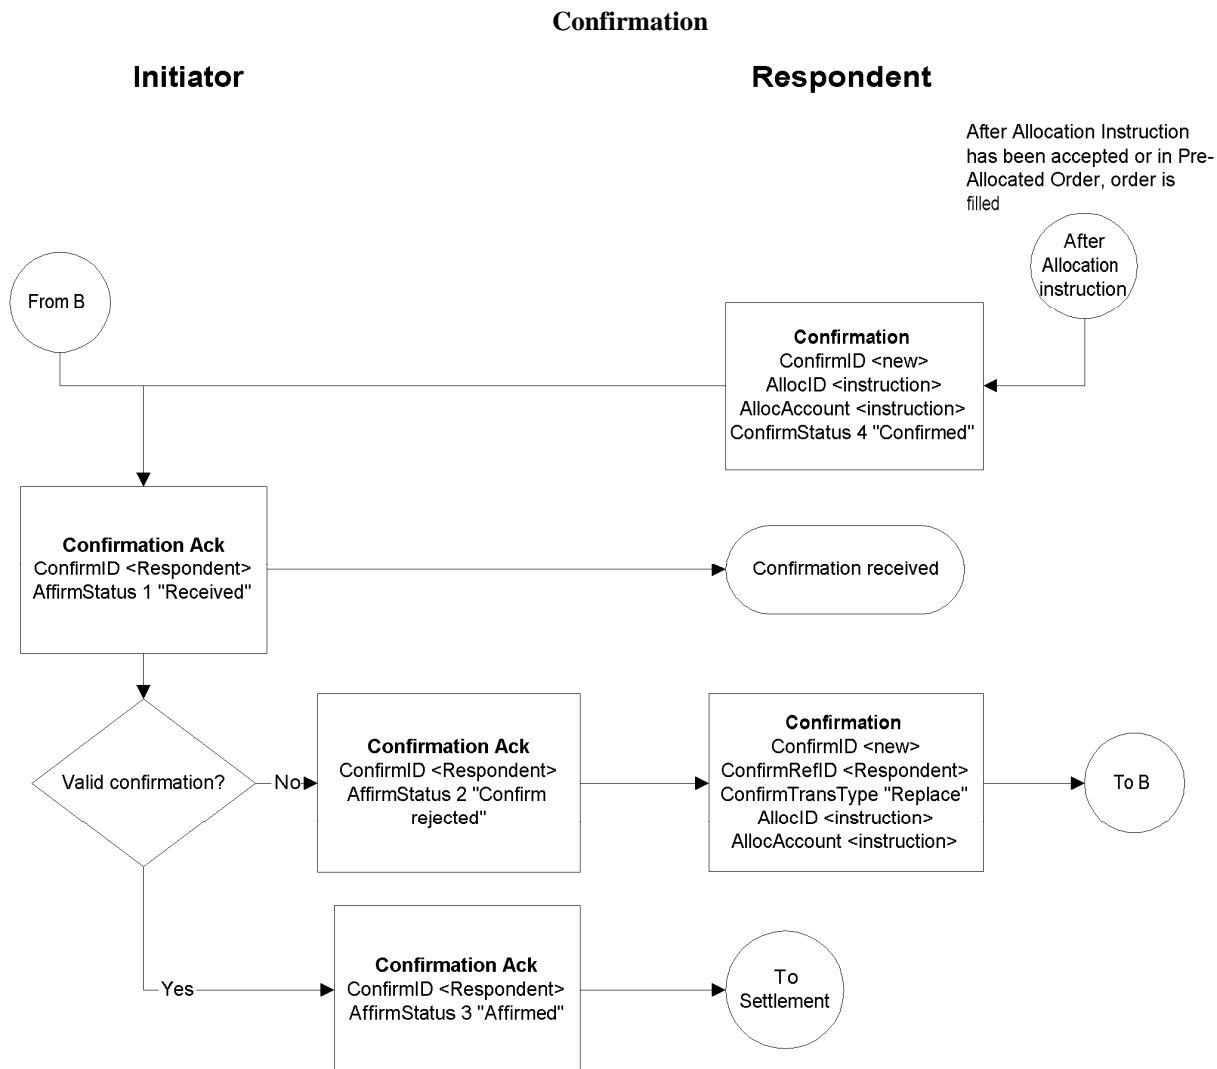 Confirmation
Initiator
Respondent
After Allocation Instruction
has been accepted or in Pre-
Allocated Order, order is
filled
After
Allocation
instruction
From B
Confirmation
ConfirmID <new>
AllocID <instruction>
AllocAccount <instruction>
ConfirmStatus 4 "Confirmed"
Confirmation Ack
ConfirmID <Respondent>
AffirmStatus 1 "Received"
Confirmation received
Valid confirmation?
No
Confirmation Ack
ConfirmID <Respondent>
AffirmStatus 2 "Confirm
rejected"
Confirmation
ConfirmID <new>
ConfirmRefID <Respondent>
ConfirmTransType "Replace"
AllocID <instruction>
AllocAccount <instruction>
To B
Yes
Confirmation Ack
ConfirmID <Respondent>
AffirmStatus 3 "Affirmed"
To
Settlement